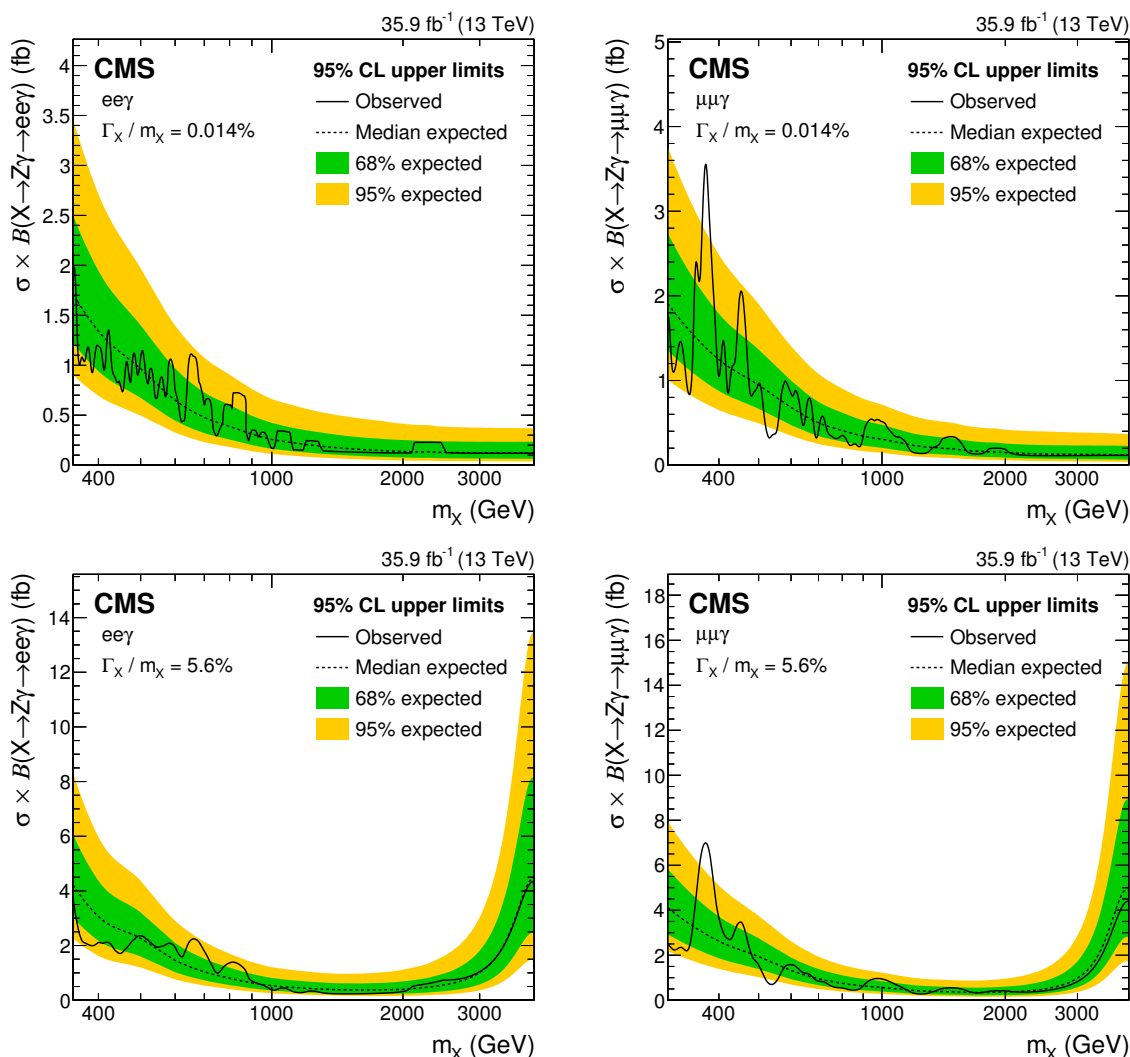 35.9 fb⁻¹ (13 TeV)
σ × B(X→Zγ→eeγ) (fb)
4
3.5
3
2.5
2
1.5
1
0.5
0
CMS
eeγ
Γ_X / m_X = 0.014%
95% CL upper limits
Observed
Median expected
68% expected
95% expected
400 1000 2000 3000
m_X (GeV)
35.9 fb⁻¹ (13 TeV)
σ × B(X→Zγ→μμγ) (fb)
5
4
3
2
1
0
CMS
μμγ
Γ_X / m_X = 0.014%
95% CL upper limits
Observed
Median expected
68% expected
95% expected
400 1000 2000 3000
m_X (GeV)
35.9 fb⁻¹ (13 TeV)
σ × B(X→Zγ→eeγ) (fb)
14
12
10
8
6
4
2
0
CMS
eeγ
Γ_X / m_X = 5.6%
95% CL upper limits
Observed
Median expected
68% expected
95% expected
400 1000 2000 3000
m_X (GeV)
35.9 fb⁻¹ (13 TeV)
σ × B(X→Zγ→μμγ) (fb)
18
16
14
12
10
8
6
4
2
0
CMS
μμγ
Γ_X / m_X = 5.6%
95% CL upper limits
Observed
Median expected
68% expected
95% expected
400 1000 2000 3000
m_X (GeV)